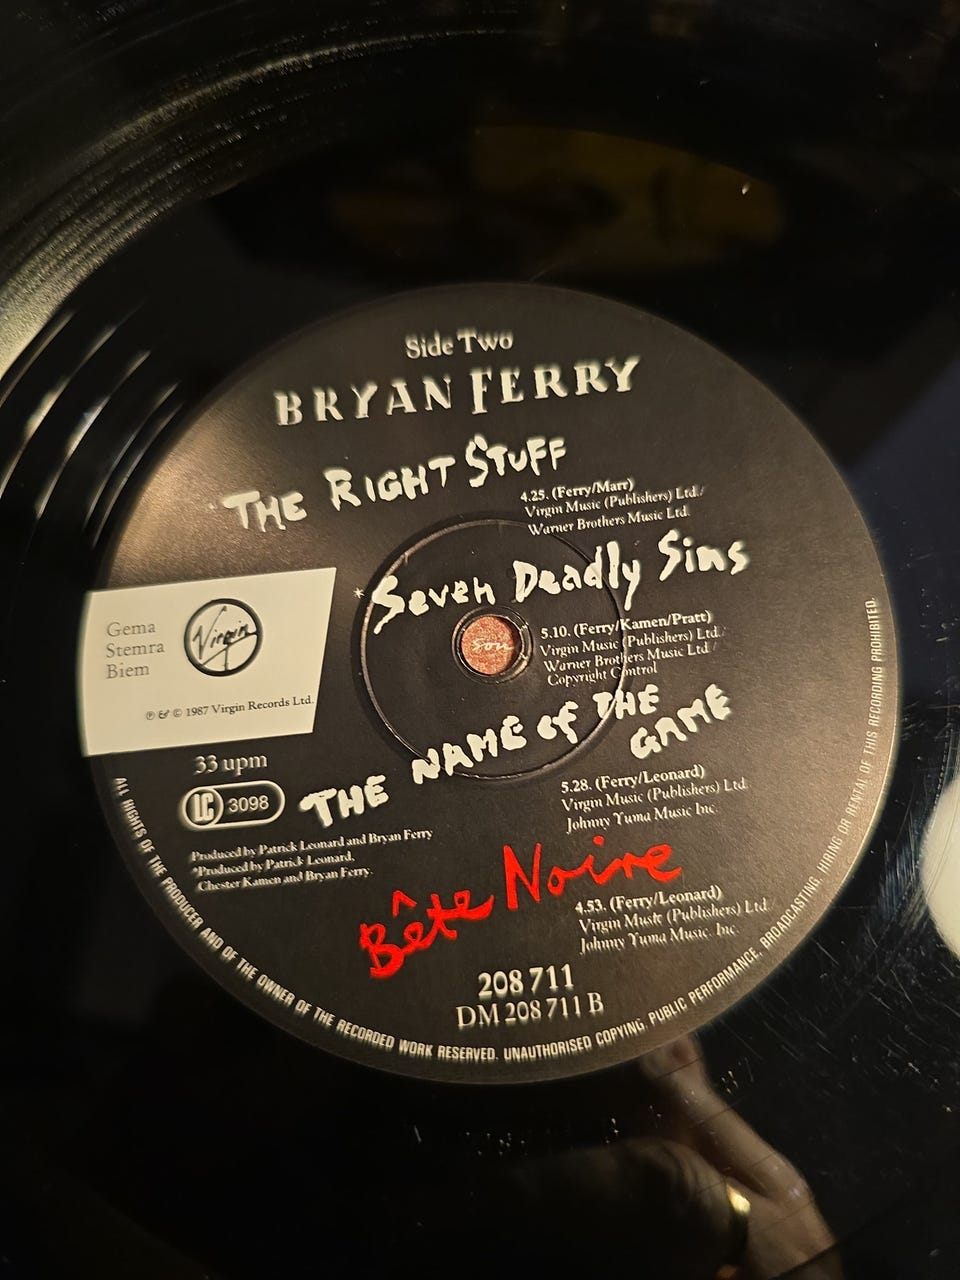 Side Two
BRYAN FERRY
THE RIGHT STUFF
4.25. (Ferry/Marr)
Virgin Music (Publishers) Ltd./
Warner Brothers Music Ltd.
*Seven Deadly Sins
5.10. (Ferry/Kamen/Pratt)
Virgin Music (Publishers) Ltd./
Warner Brothers Music Ltd /
Copyright Control
THE NAME OF THE
GAME
5.28. (Ferry/Leonard)
Virgin Music (Publishers) Ltd
Johnny Yuma Music Inc.
Bête Noire
4.53. (Ferry/Leonard)
Virgin Music (Publishers) Ltd.
Johnny Yuma Music. Inc.
208 711
DM 208 711 B
Gema
Stemra
Biem
Virgin
℗ & © 1987 Virgin Records Ltd.
33 upm
LC 3098
Produced by Patrick Leonard and Bryan Ferry
*Produced by Patrick Leonard,
Chester Kamen and Bryan Ferry.
ALL RIGHTS OF THE PRODUCER AND OF THE OWNER OF THE RECORDED WORK RESERVED. UNAUTHORISED COPYING, PUBLIC PERFORMANCE, BROADCASTING, HIRING OR RENTAL OF THIS RECORDING PROHIBITED.